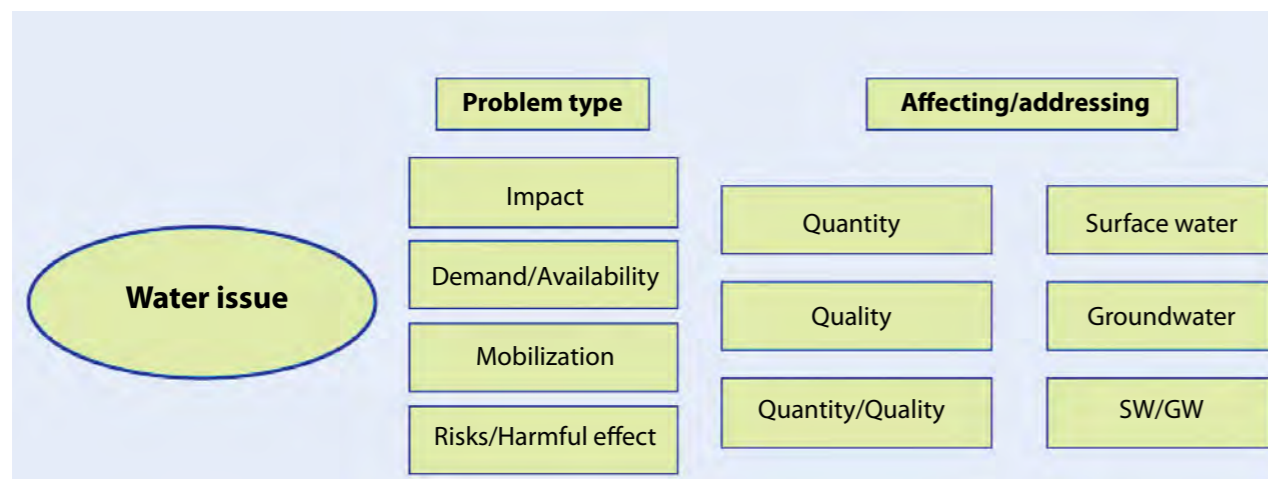 Problem type
Affecting/addressing
Impact
Quantity
Surface water
Demand/Availability
Water issue
Quality
Groundwater
Mobilization
Quantity/Quality
SW/GW
Risks/Harmful effect